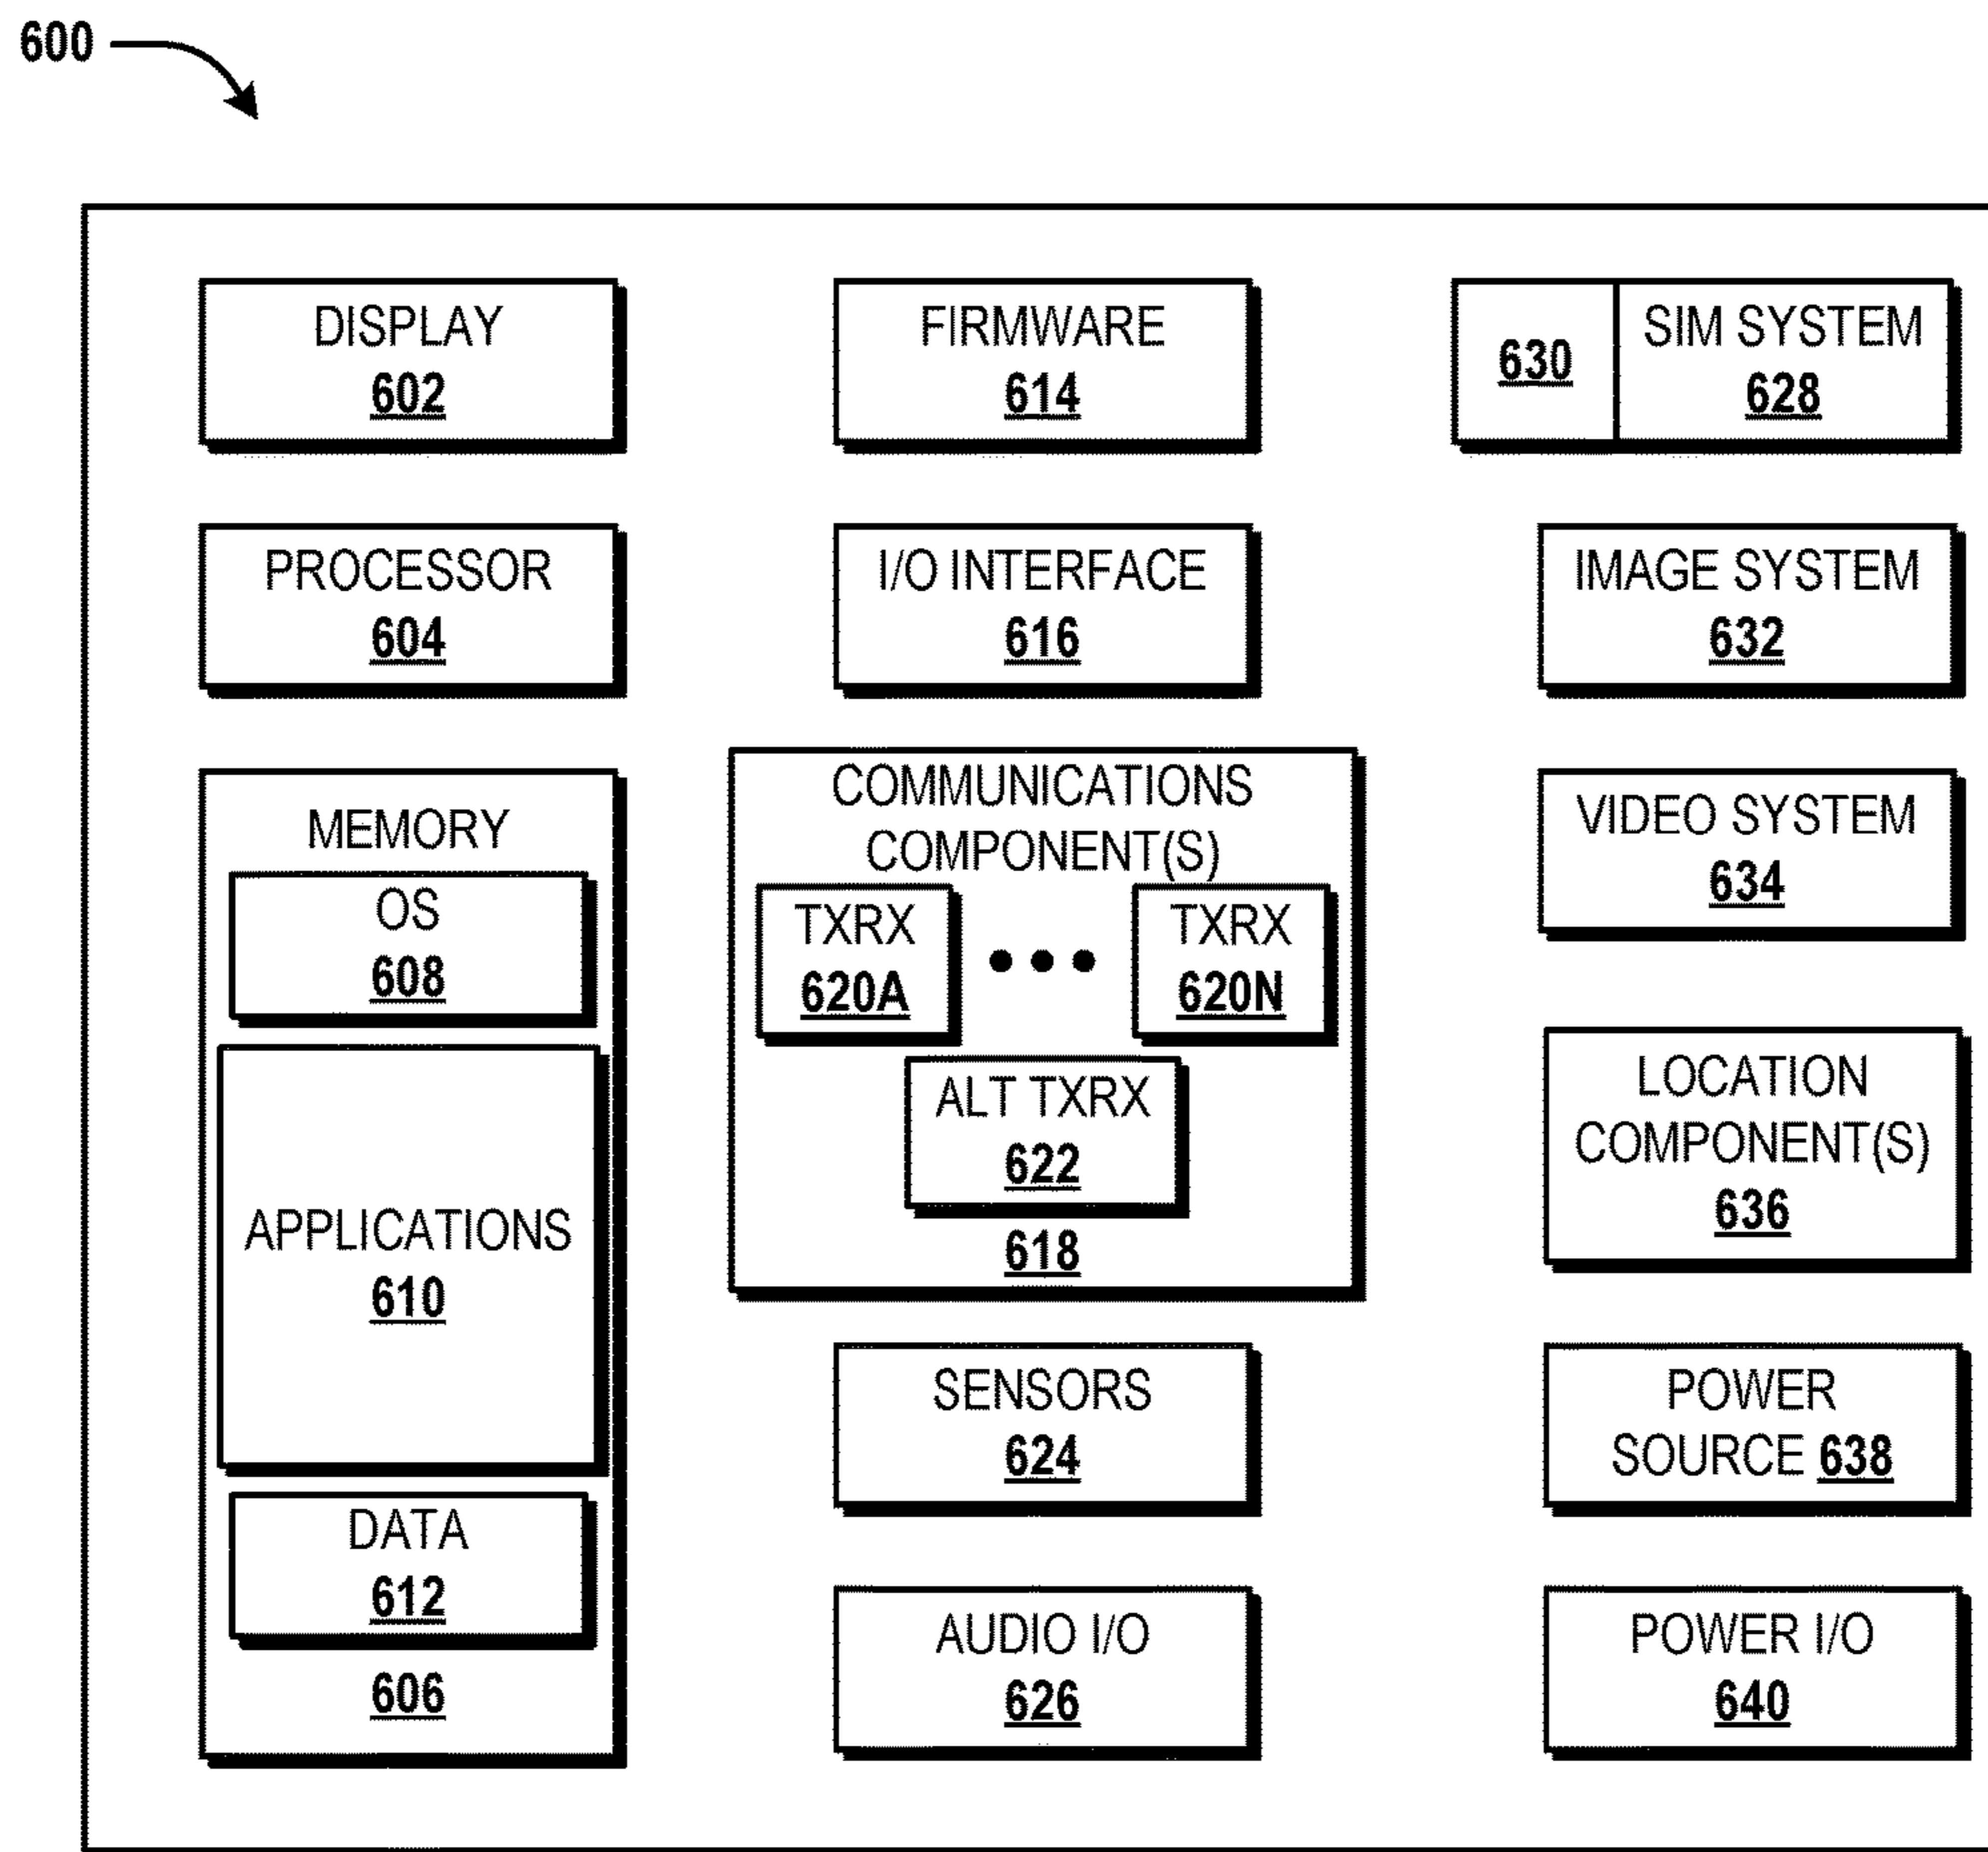 600
DISPLAY
602
PROCESSOR
604
MEMORY
OS
608
APPLICATIONS
610
DATA
612
606
FIRMWARE
614
I/O INTERFACE
616
COMMUNICATIONS
COMPONENT(S)
TXRX
620A
TXRX
620N
ALT TXRX
622
618
SENSORS
624
AUDIO I/O
626
630
SIM SYSTEM
628
IMAGE SYSTEM
632
VIDEO SYSTEM
634
LOCATION
COMPONENT(S)
636
POWER
SOURCE 638
POWER I/O
640